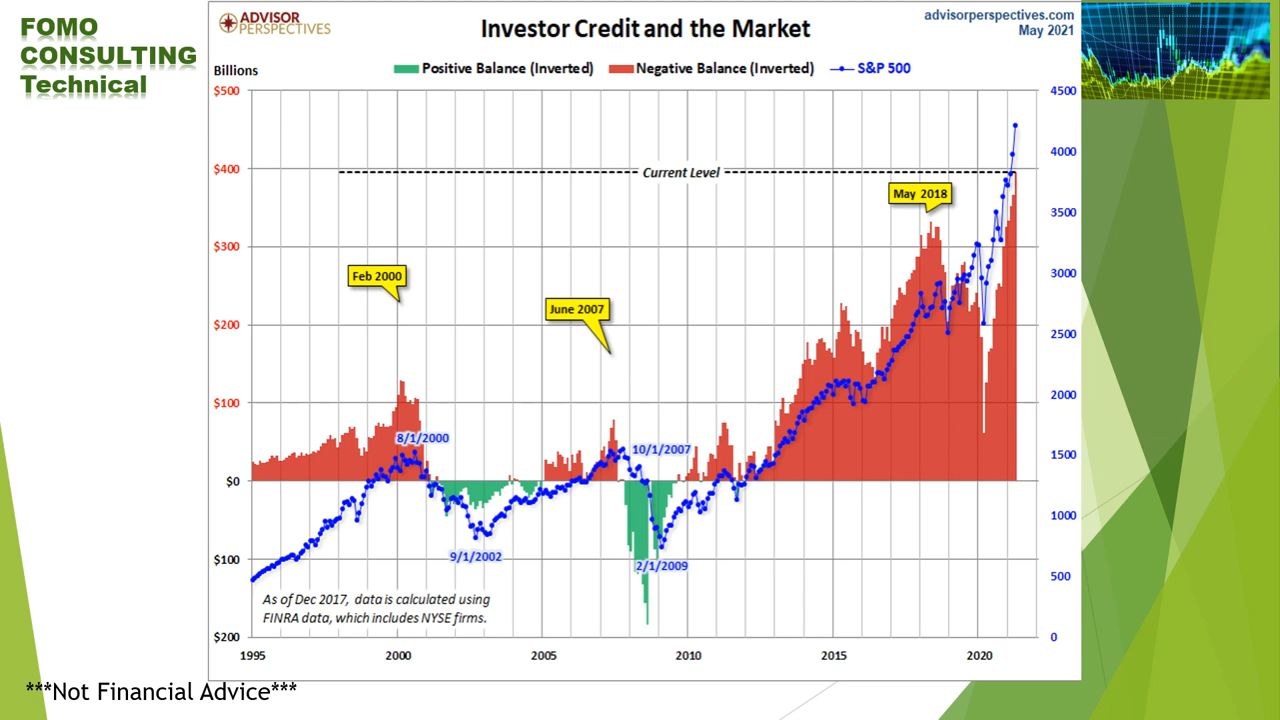 FOMO
CONSULTING
Technical
ADVISOR
PERSPECTIVES
Investor Credit and the Market
advisorperspectives.com
May 2021
Billions
Positive Balance (Inverted)
Negative Balance (Inverted)
S&P 500
$500
$400
$300
$200
$100
$0
$100
$200
4500
4000
3500
3000
2500
2000
1500
1000
500
0
Current Level
May 2018
Feb 2000
June 2007
8/1/2000
10/1/2007
9/1/2002
2/1/2009
As of Dec 2017, data is calculated using
FINRA data, which includes NYSE firms.
1995
2000
2005
2010
2015
2020
***Not Financial Advice***